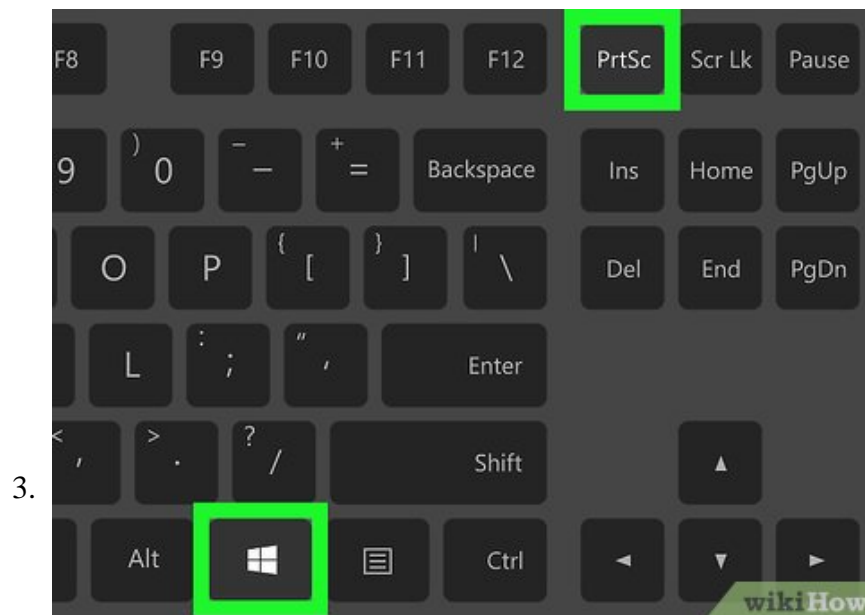 F8 F9 F10 F11 F12 PrtSc Scr Lk Pause
9 ) 0 – — + = Backspace Ins Home PgUp
O P { [ } ] | \ Del End PgDn
L : ; " , Enter
< , > . ? / Shift ▲
3.
Alt Ctrl ◄ ▼ ►
wikiHow